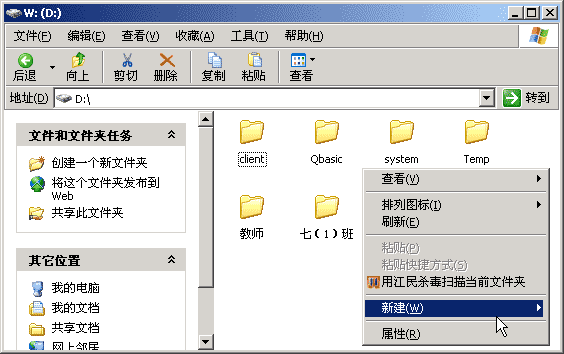 W: (D:)
文件(F) 编辑(E) 查看(V) 收藏(A) 工具(T) 帮助(H)
后退 向上 剪切 删除 复制 粘贴 查看
地址(D) D:\ 转到
文件和文件夹任务
创建一个新文件夹
将这个文件夹发布到
Web
共享此文件夹
其它位置
我的电脑
我的文档
共享文档
网上邻居
client Qbasic system Temp
教师 七(1)班
查看(V)
排列图标(I)
刷新(E)
粘贴(P)
粘贴快捷方式(S)
用江民杀毒扫描当前文件夹
新建(W)
属性(R)